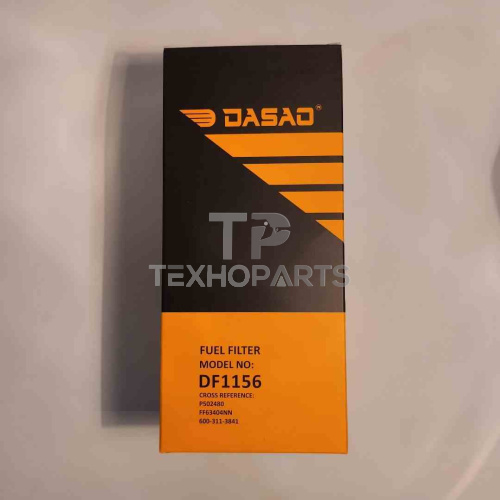 DASAO
TP
TEXHOPARTS
FUEL FILTER
MODEL NO:
DF1156
CROSS REFERENCE:
P502480
FF63404NN
600-311-3841